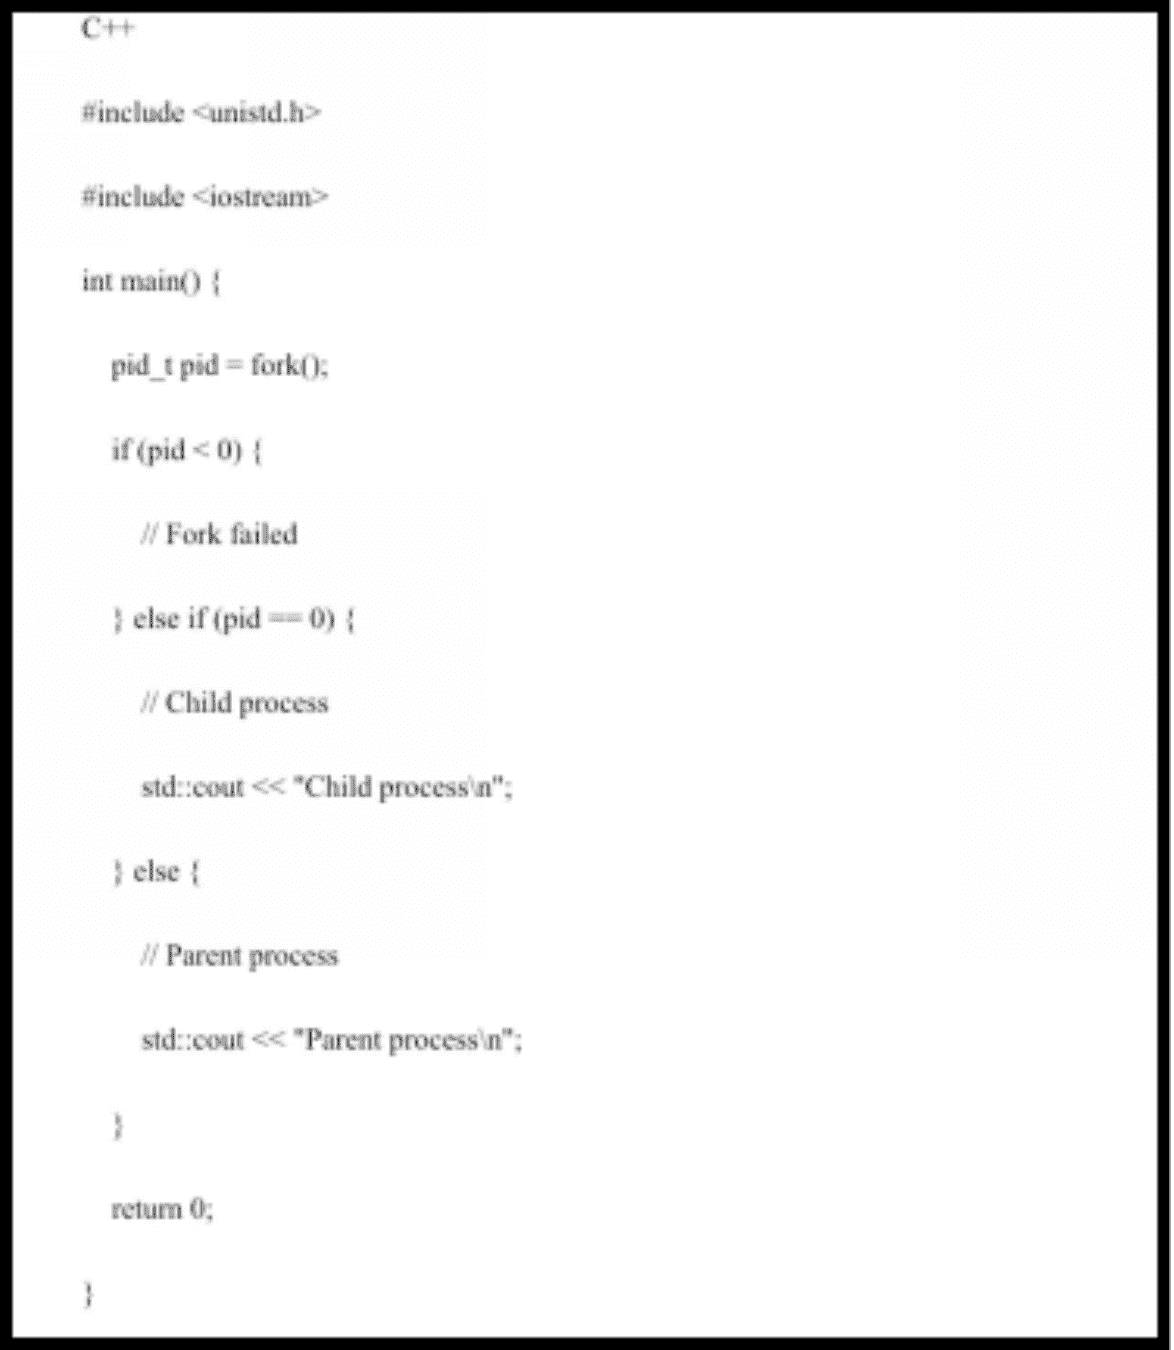 C++
#include <unistd.h>
#include <iostream>
int main() {
pid_t pid = fork();
if (pid < 0) {
// Fork failed
} else if (pid == 0) {
// Child process
std::cout << "Child process\n";
} else {
// Parent process
std::cout << "Parent process\n";
}
return 0;
}